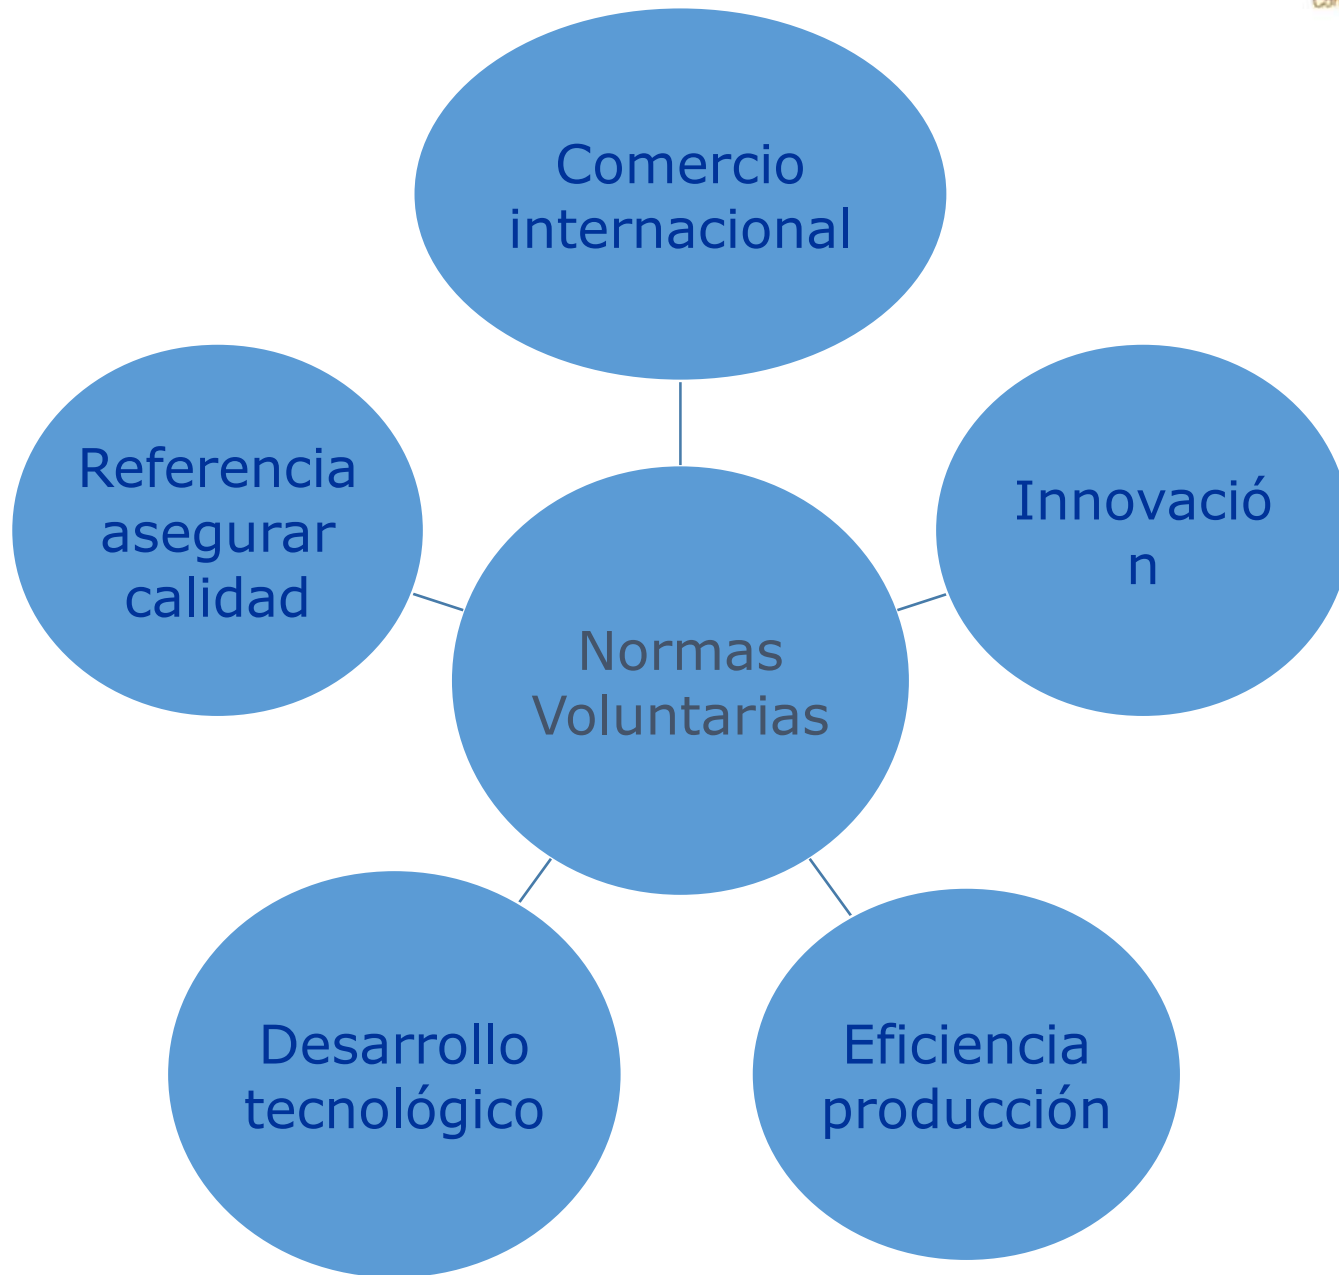 Comercio
internacional
Innovació
n
Eficiencia
producción
Desarrollo
tecnológico
Referencia
asegurar
calidad
Normas
Voluntarias